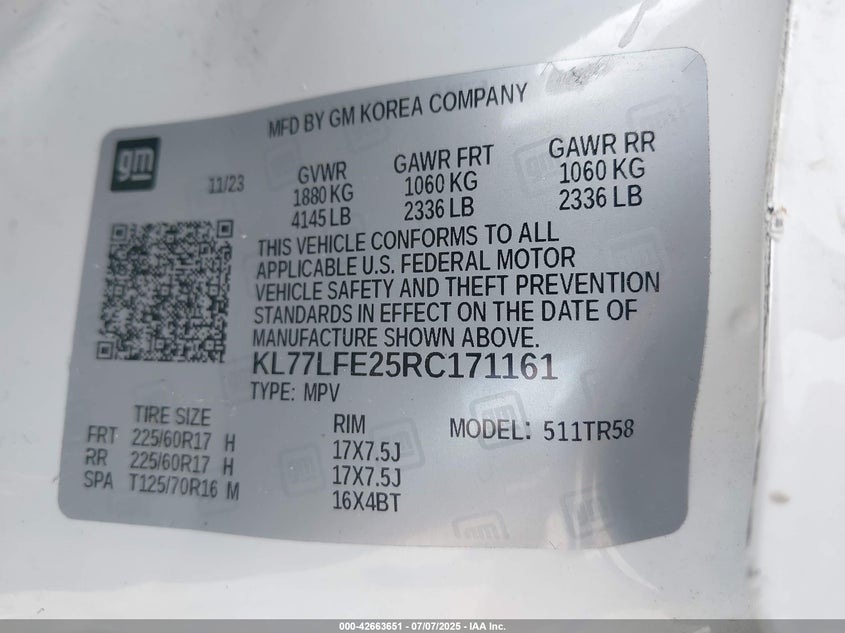 MFD BY GM KOREA COMPANY
gm
11/23
GVWR GAWR FRT GAWR RR
1880 KG 1060 KG 1060 KG
4145 LB 2336 LB 2336 LB
THIS VEHICLE CONFORMS TO ALL
APPLICABLE U.S. FEDERAL MOTOR
VEHICLE SAFETY AND THEFT PREVENTION
STANDARDS IN EFFECT ON THE DATE OF
MANUFACTURE SHOWN ABOVE.
KL77LFE25RC171161
TYPE: MPV
TIRE SIZE RIM MODEL: 511TR58
FRT 225/60R17 H 17X7.5J
RR 225/60R17 H 17X7.5J
SPA T125/70R16 M 16X4BT
000-42663651 - 07/07/2025 - IAA Inc.